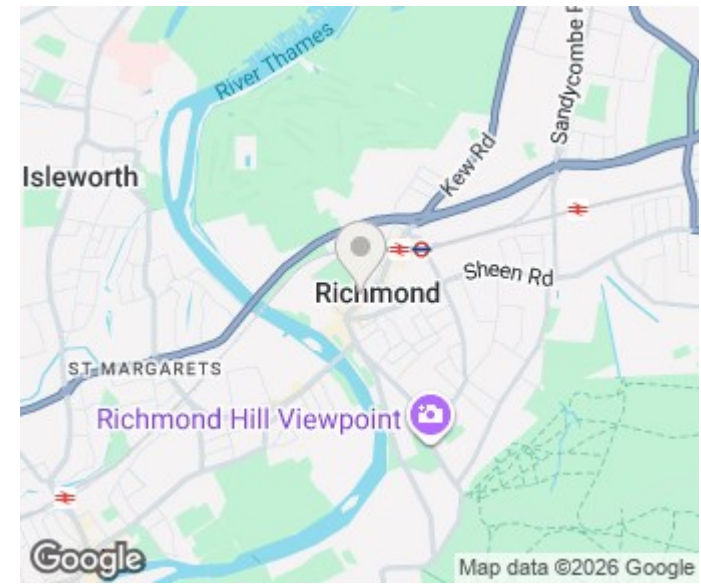 River Thames
Sandycombe R
Isleworth
Kew Rd
Sheen Rd
Richmond
ST MARGARETS
Richmond Hill Viewpoint
Google
Map data ©2026 Google